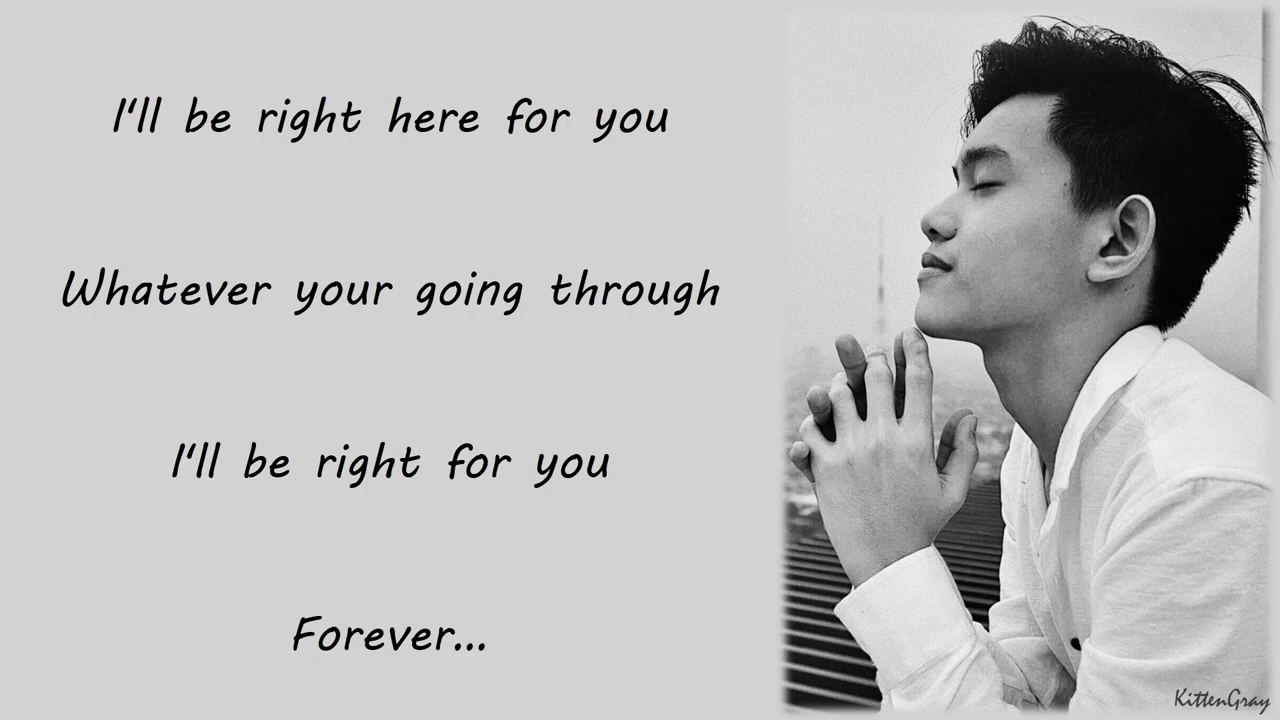 I'll be right here for you
Whatever your going through
I'll be right for you
Forever...
KittenGray